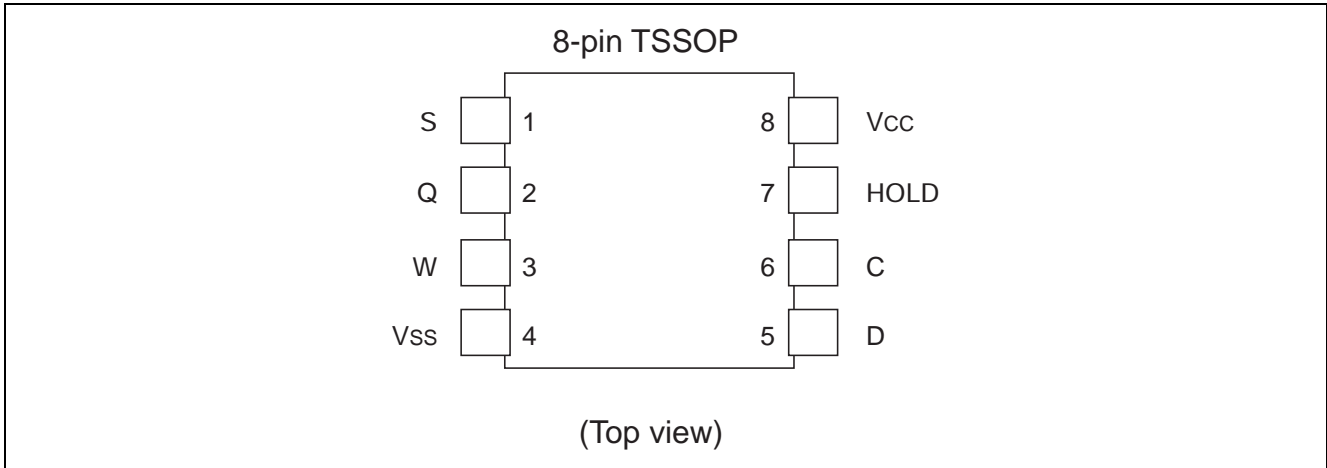 8-pin TSSOP
S 1 8 VCC
Q 2 7 HOLD
W 3 6 C
VSS 4 5 D
(Top view)